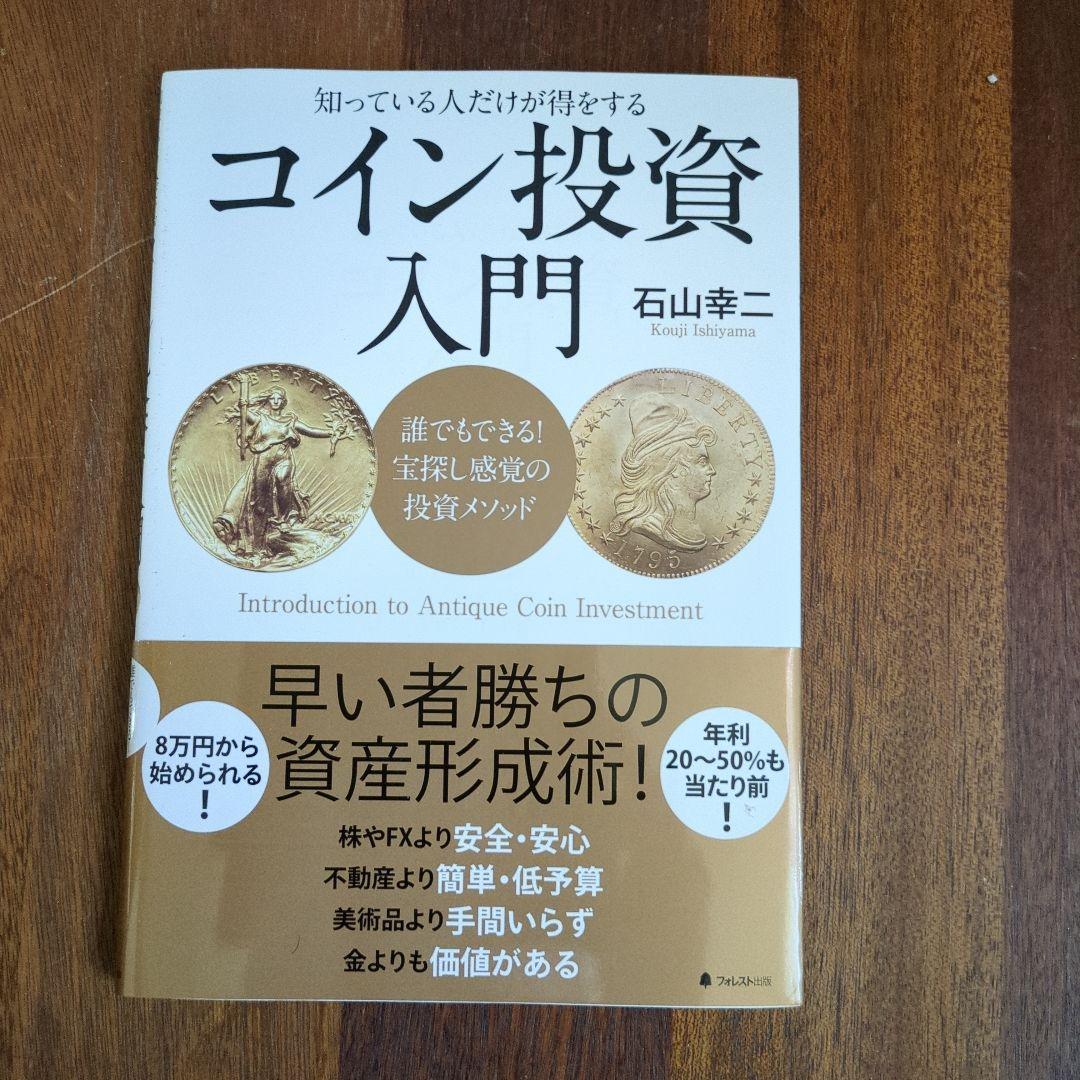 知っている人だけが得をする
コイン投資
入門
石山幸二
Kouji Ishiyama
LIBERTY
誰でもできる!
宝探し感覚の
投資メソッド
LIBERTY
1795
Introduction to Antique Coin Investment
早い者勝ちの
資産形成術!
8万円から
始められる
!
年利
20〜50%も
当たり前
!
株やFXより安全・安心
不動産より簡単・低予算
美術品より手間いらず
金よりも価値がある
フォレスト出版